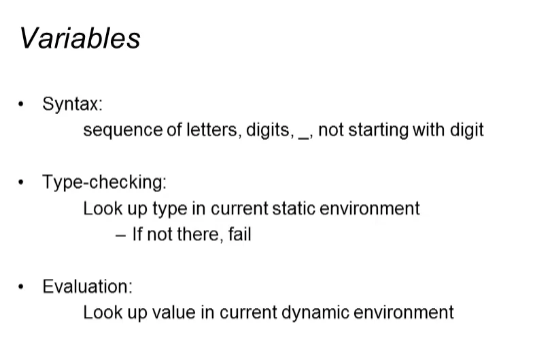 Variables
• Syntax:
sequence of letters, digits, _, not starting with digit
• Type-checking:
Look up type in current static environment
– If not there, fail
• Evaluation:
Look up value in current dynamic environment